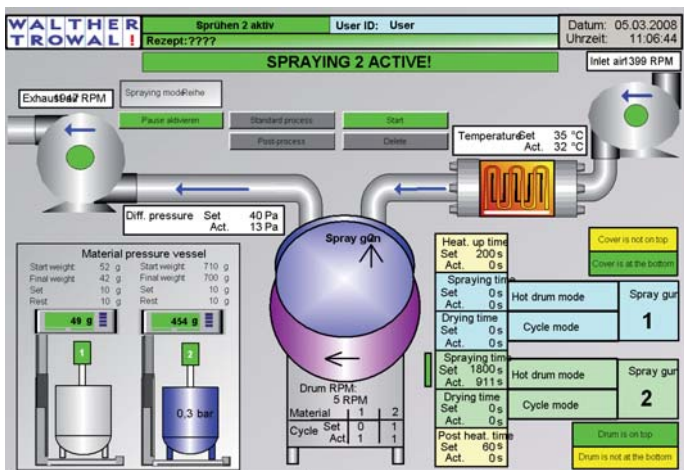 WALTHER
TROWAL!
Sprühen 2 aktiv
User ID: User
Datum: 05.03.2008
Rezept:????
Uhrzeit: 11:06:44
SPRAYING 2 ACTIVE!
Inlet air1399 RPM
RPM
Spraying mode Reihe
Pause aktivieren
Standard process
Start
Post-process
Delete
Temperature Set 35 °C
Act. 32 °C
Diff. pressure Set 40 Pa
Act. 13 Pa
Spray gun
Material pressure vessel
Start weight 52 g
Start weight 710 g
Final weight 42 g
Final weight 700 g
Set 10 g
Set 10 g
Rest 10 g
Rest 10 g
49 g
454 g
1
2
0,3 bar
Drum RPM:
5 RPM
Material 1 2
Cycle Set 0 1
Act. 1 1
Heat. up time
Set 200 s
Act. 0 s
Cover is not on top
Cover is at the bottom
Spraying time
Set 0 s
Act. 0 s
Hot drum mode
Spray gun
1
Drying time
Set 0 s
Act. 0 s
Cycle mode
Spraying time
Set 1800 s
Act. 911 s
Hot drum mode
Spray gun
2
Drying time
Set 0 s
Act. 0 s
Cycle mode
Post heat. time
Set 60 s
Act. 0 s
Drum is on top
Drum is not at the bottom